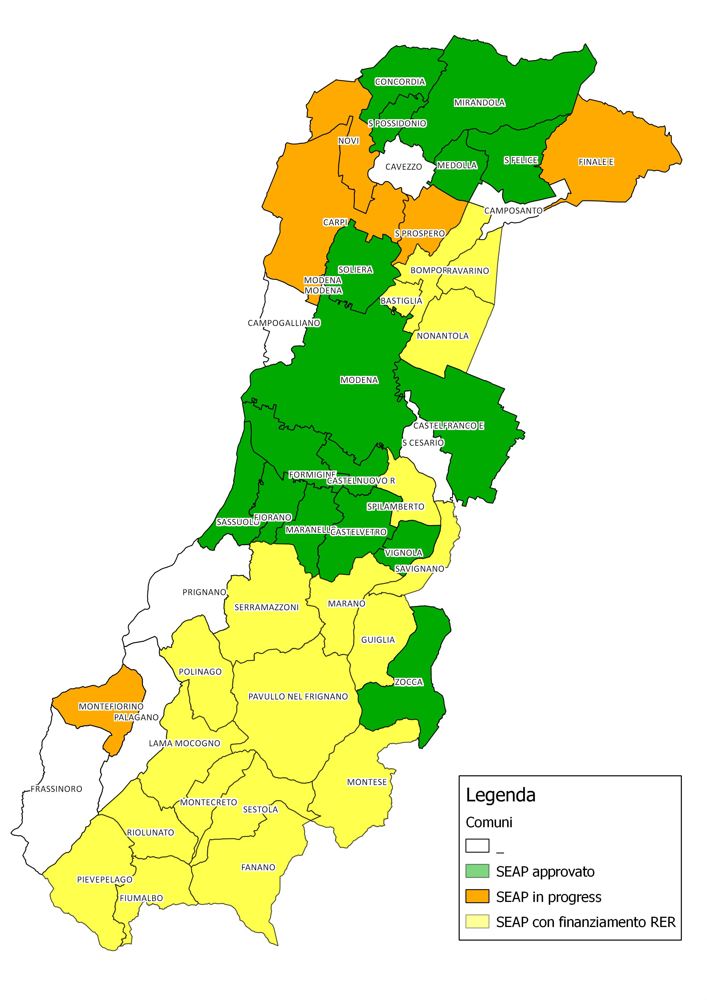 CONCORDIA
MIRANDOLA
S POSSIDONIO
NOVI
S FELICE
FINALE E
CAVEZZO
MEDOLLA
CAMPOSANTO
CARPI
S PROSPERO
SOLIERA
BOMPOR
RAVARINO
MODENA
MODENA
BASTIGLIA
CAMPOGALLIANO
NONANTOLA
MODENA
CASTELFRANCO E
S CESARIO
FORMIGINE
CASTELNUOVO R
SPILAMBERTO
SASSUOLO
FIORANO
MARANELLO
CASTELVETRO
VIGNOLA
SAVIGNANO
PRIGNANO
SERRAMAZZONI
MARANO
GUIGLIA
POLINAGO
ZOCCA
PAVULLO NEL FRIGNANO
MONTEFIORINO
PALAGANO
LAMA MOCOGNO
MONTESE
FRASSINORO
MONTECRETO
SESTOLA
RIOLUNATO
FANANO
PIEVEPELAGO
FIUMALBO
Legenda
Comuni
_
SEAP approvato
SEAP in progress
SEAP con finanziamento RER